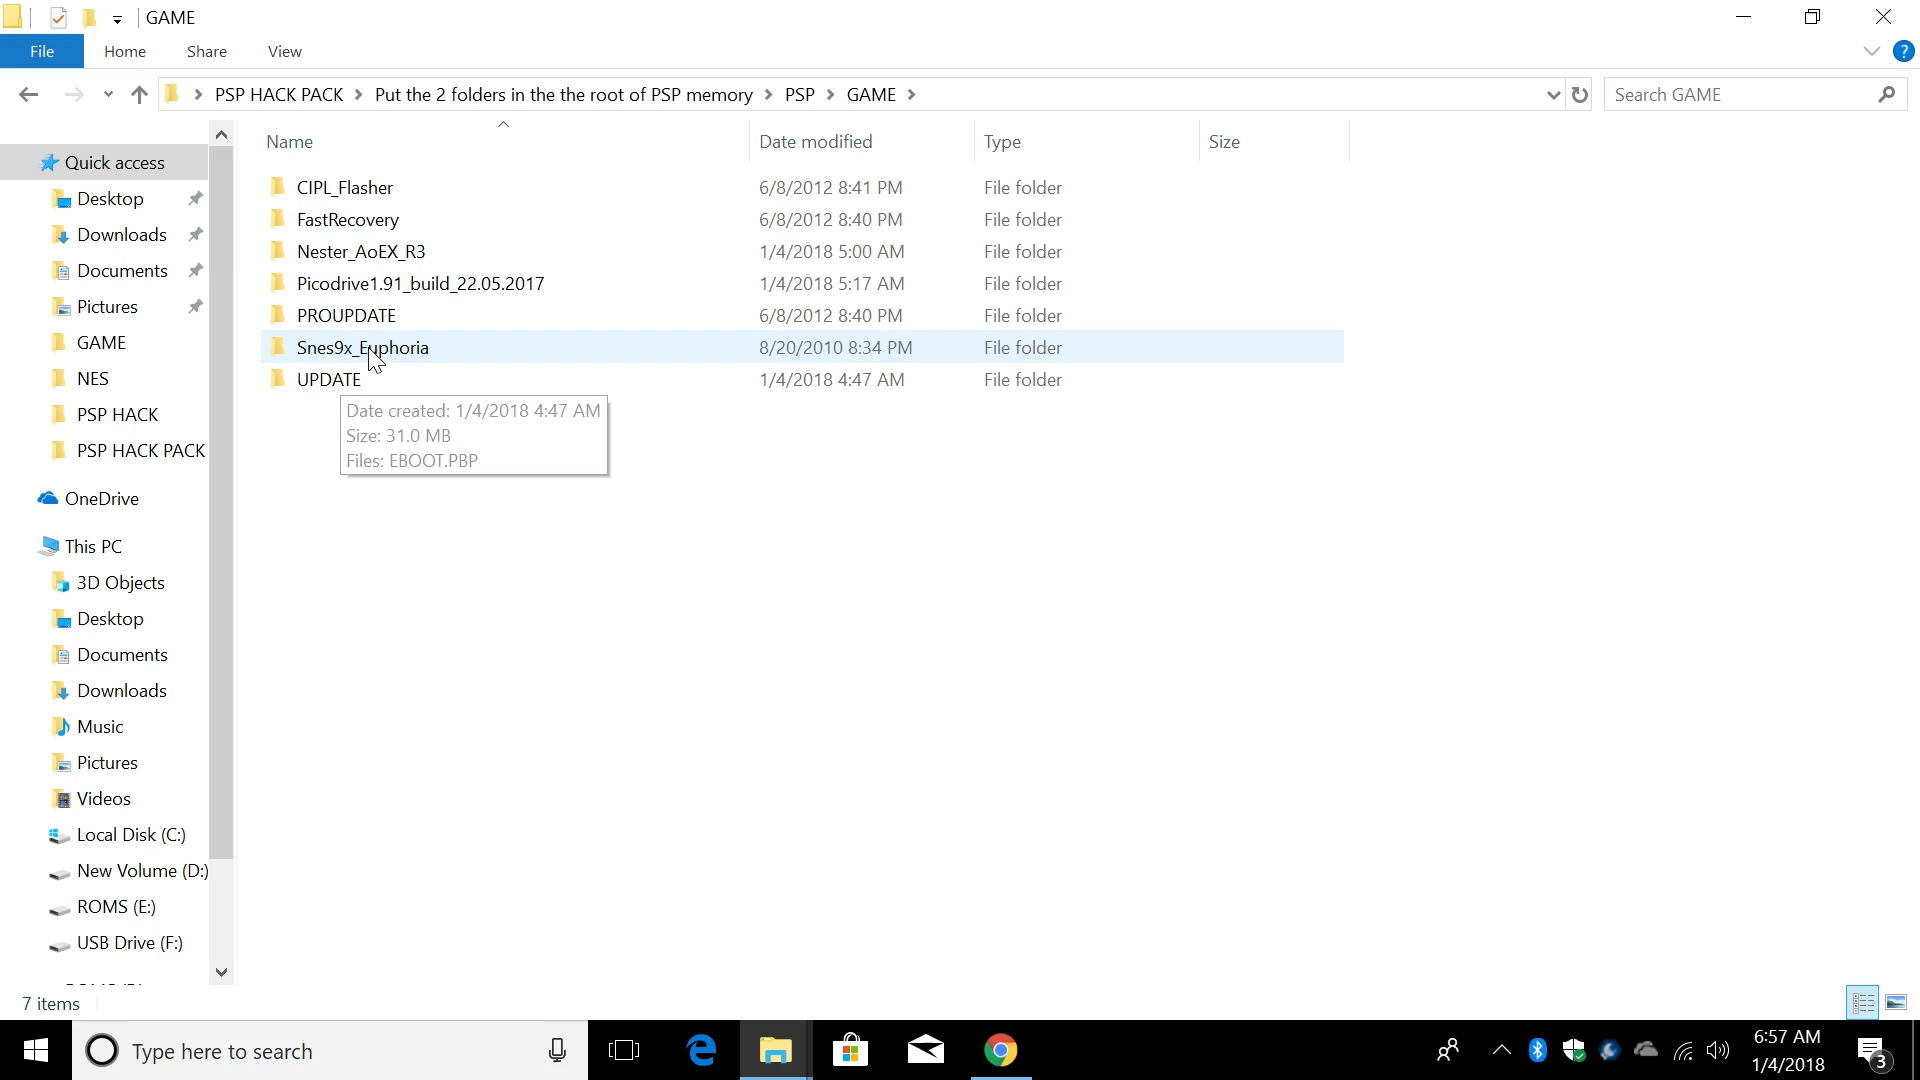 GAME
File Home Share View ?
PSP HACK PACK Put the 2 folders in the the root of PSP memory PSP GAME
Search GAME
Name Date modified Type Size
Quick access
Desktop
Downloads
Documents
Pictures
GAME
NES
PSP HACK
PSP HACK PACK
OneDrive
This PC
3D Objects
Desktop
Documents
Downloads
Music
Pictures
Videos
Local Disk (C:)
New Volume (D:)
ROMS (E:)
USB Drive (F:)
CIPL_Flasher 6/8/2012 8:41 PM File folder
FastRecovery 6/8/2012 8:40 PM File folder
Nester_AoEX_R3 1/4/2018 5:00 AM File folder
Picodrive1.91_build_22.05.2017 1/4/2018 5:17 AM File folder
PROUPDATE 6/8/2012 8:40 PM File folder
Snes9x_Euphoria 8/20/2010 8:34 PM File folder
UPDATE 1/4/2018 4:47 AM File folder
Date created: 1/4/2018 4:47 AM
Size: 31.0 MB
Files: EBOOT.PBP
7 items
Type here to search
6:57 AM
1/4/2018
3